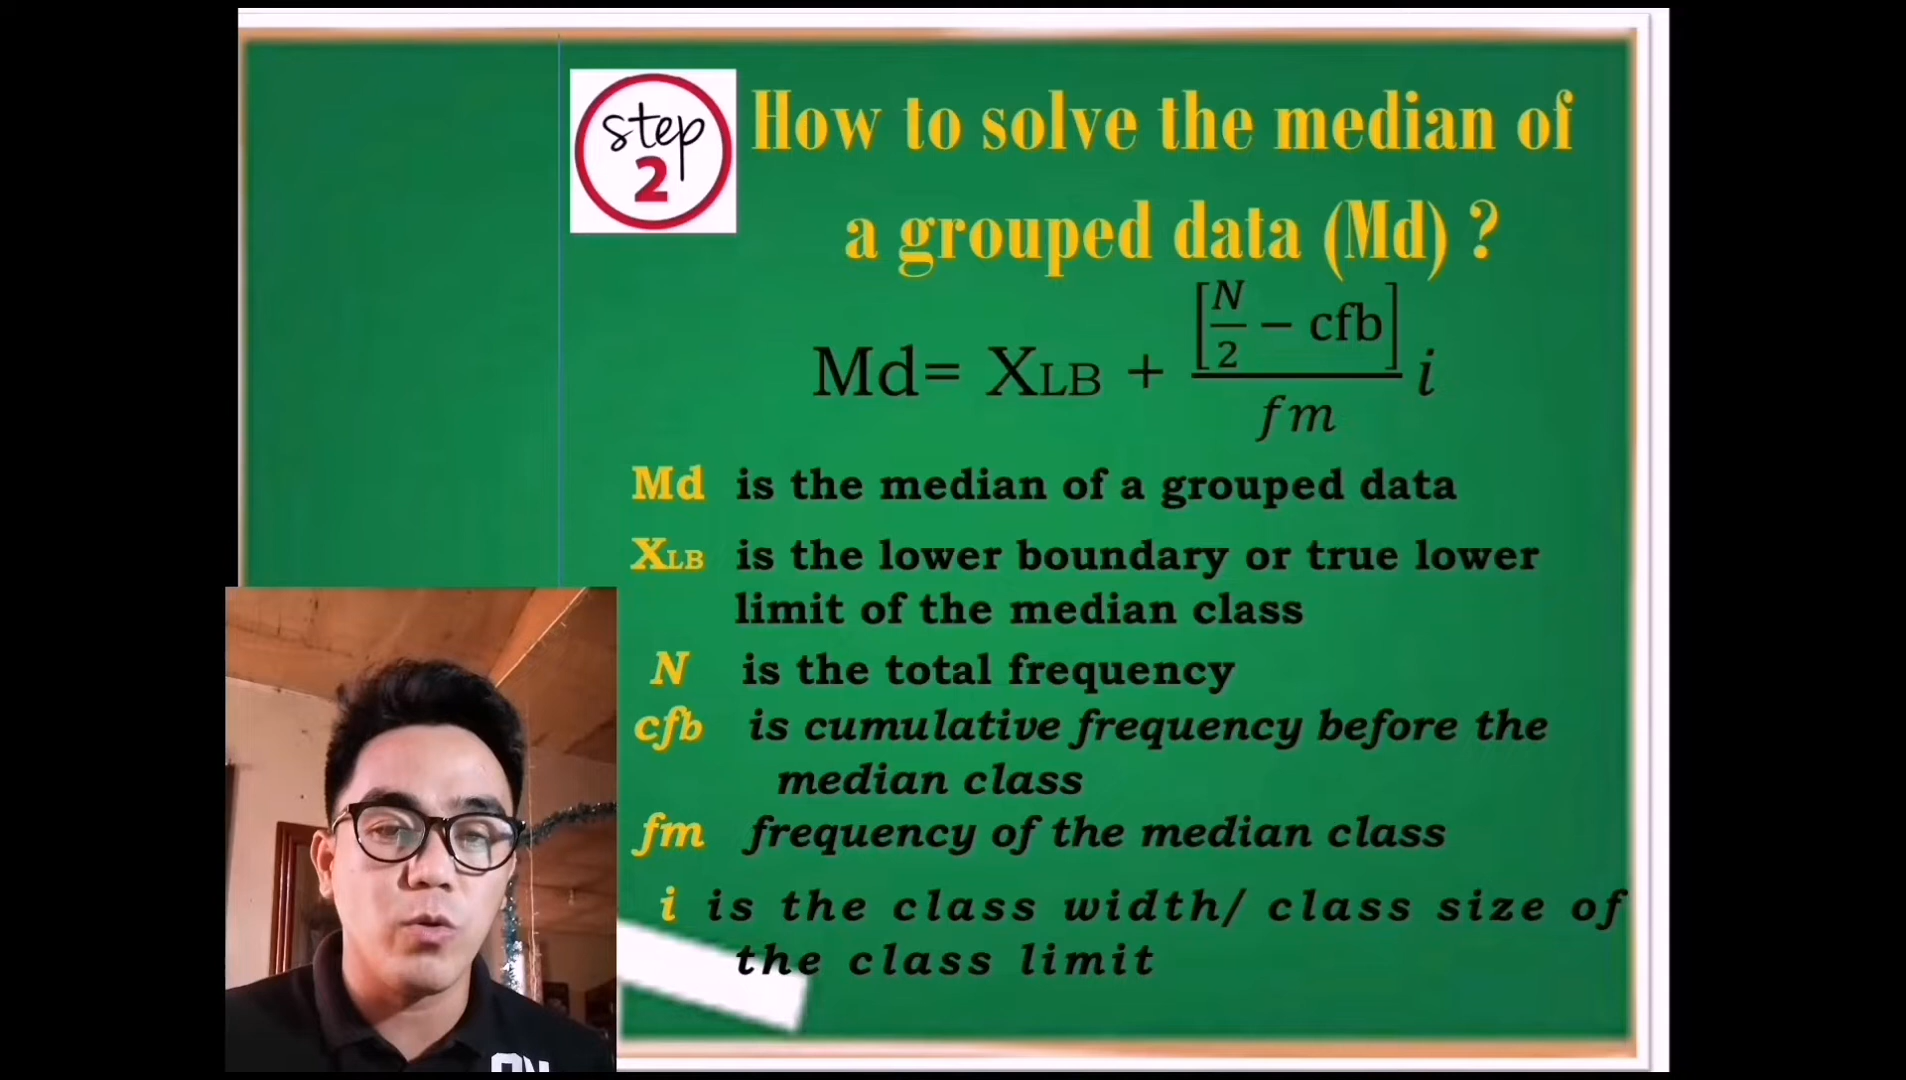 step
2
How to solve the median of
a grouped data (Md) ?
Md= XLB + [N/2 − cfb]/fm i
Md is the median of a grouped data
XLB is the lower boundary or true lower
limit of the median class
N is the total frequency
cfb is cumulative frequency before the
median class
fm frequency of the median class
i is the class width/ class size of
the class limit